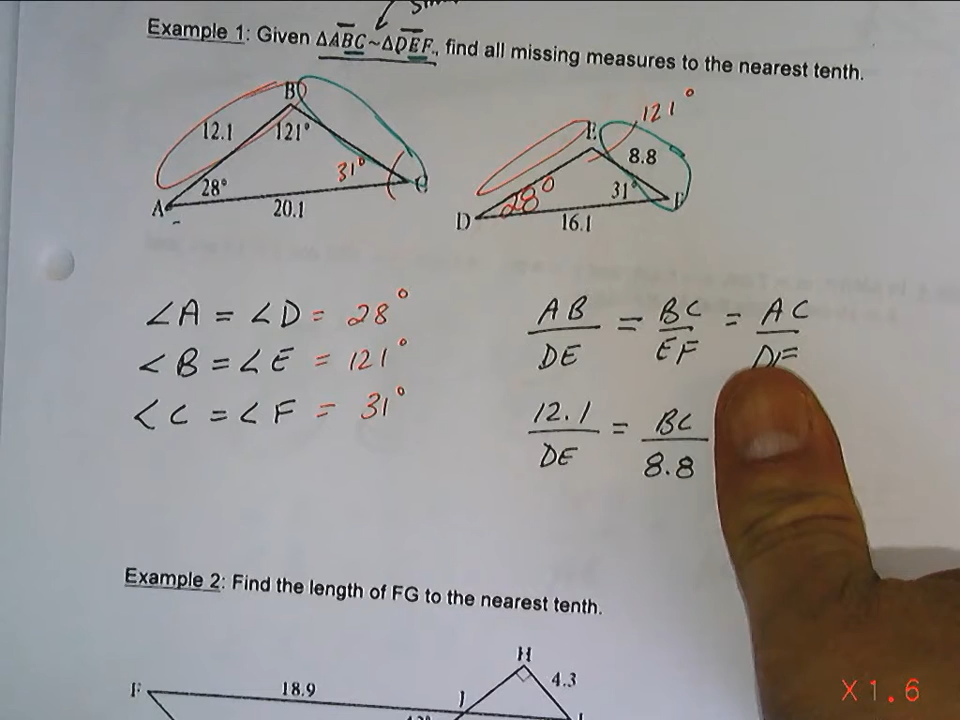 Example 1: Given ΔABC~ΔDEF, find all missing measures to the nearest tenth.
B
12.1
121°
31°
28°
A
20.1
C
121°
E
8.8
28°
31°
D
16.1
F
∠A = ∠D = 28°
∠B = ∠E = 121°
∠C = ∠F = 31°
AB/DE = BC/EF = AC/DF
12.1/DE = BC/8.8
Example 2: Find the length of FG to the nearest tenth.
H
F
18.9
J
4.3
X1.6